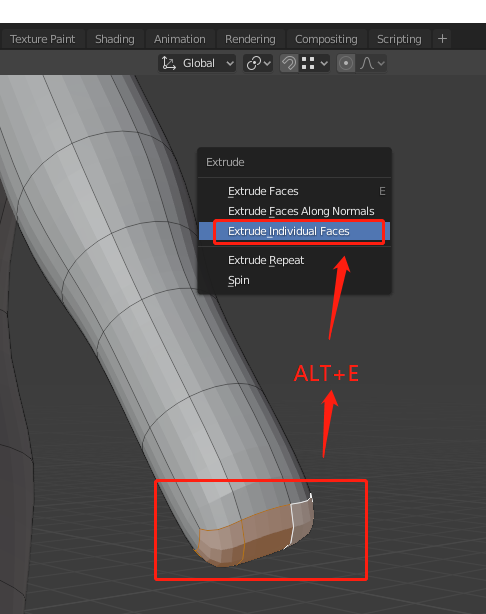 Texture Paint Shading Animation Rendering Compositing Scripting +
Global
Extrude
Extrude Faces E
Extrude Faces Along Normals
Extrude Individual Faces
Extrude Repeat
Spin
ALT+E